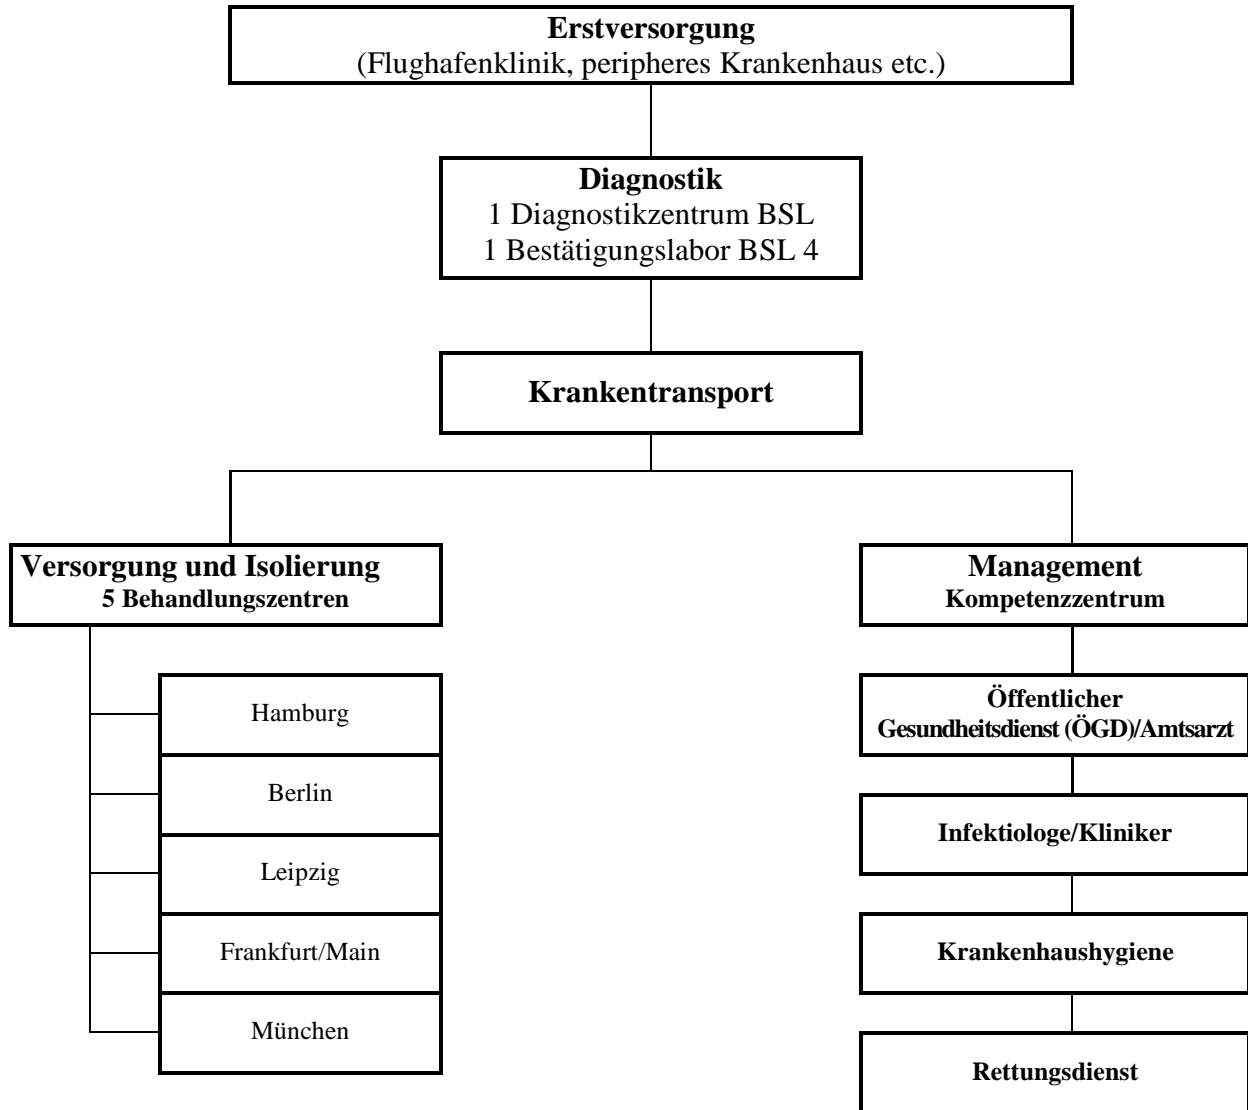 Erstversorgung
(Flughafenklinik, peripheres Krankenhaus etc.)
Diagnostik
1 Diagnostikzentrum BSL
1 Bestätigungslabor BSL 4
Krankentransport
Versorgung und Isolierung
5 Behandlungszentren
Hamburg
Berlin
Leipzig
Frankfurt/Main
München
Management
Kompetenzzentrum
Öffentlicher
Gesundheitsdienst (ÖGD)/Amtsarzt
Infektiologe/Kliniker
Krankenhaushygiene
Rettungsdienst